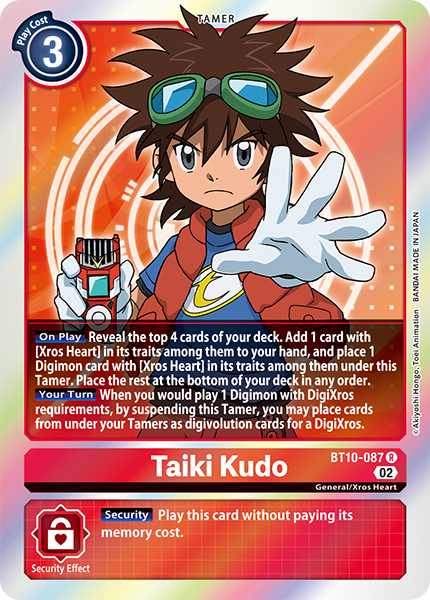 TAMER
Play Cost
3
On Play Reveal the top 4 cards of your deck. Add 1 card with
[Xros Heart] in its traits among them to your hand, and place 1
Digimon card with [Xros Heart] in its traits among them under this
Tamer. Place the rest at the bottom of your deck in any order.
Your Turn When you would play 1 Digimon with DigiXros
requirements, by suspending this Tamer, you may place cards
from under your Tamers as digivolution cards for a DigiXros.
©Akiyoshi Hongo, Toei Animation BANDAI MADE IN JAPAN
Taiki Kudo
BT10-087 R
02
General/Xros Heart
Security Play this card without paying its
memory cost.
Security Effect